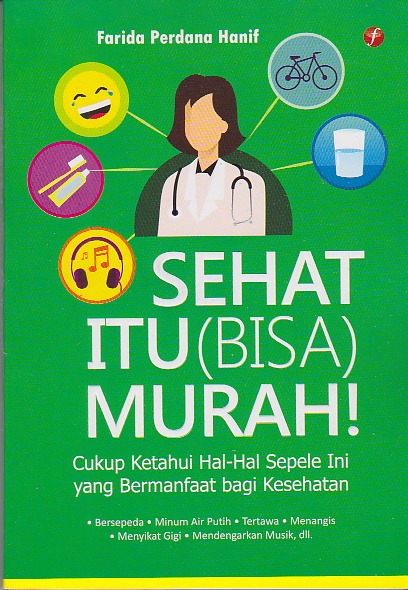 Farida Perdana Hanif
f
SEHAT
ITU (BISA)
MURAH!
Cukup Ketahui Hal-Hal Sepele Ini
yang Bermanfaat bagi Kesehatan
• Bersepeda • Minum Air Putih • Tertawa • Menangis
• Menyikat Gigi • Mendengarkan Musik, dll.